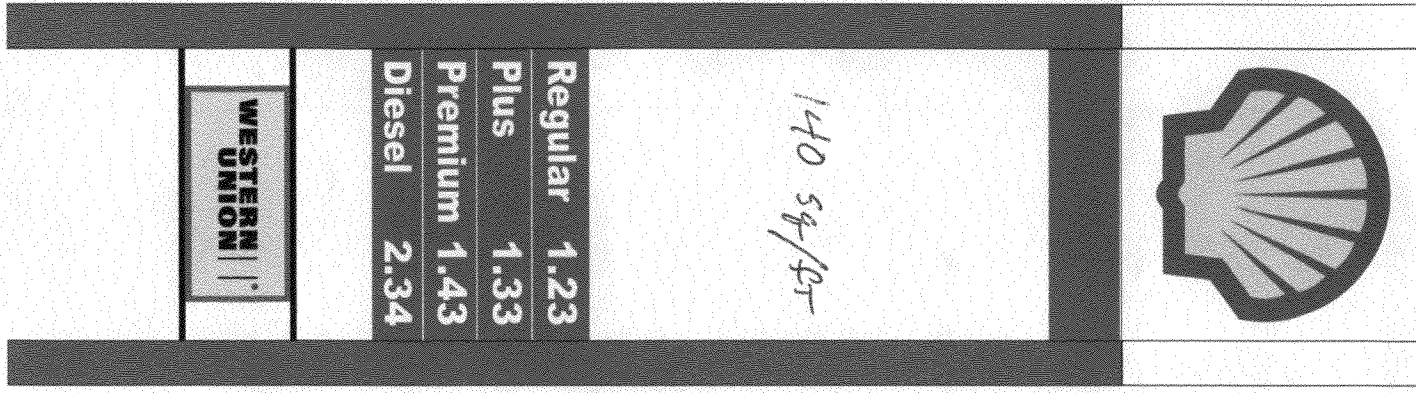 140 sq/ft
Regular 1.23
Plus 1.33
Premium 1.43
Diesel 2.34
WESTERN
UNION